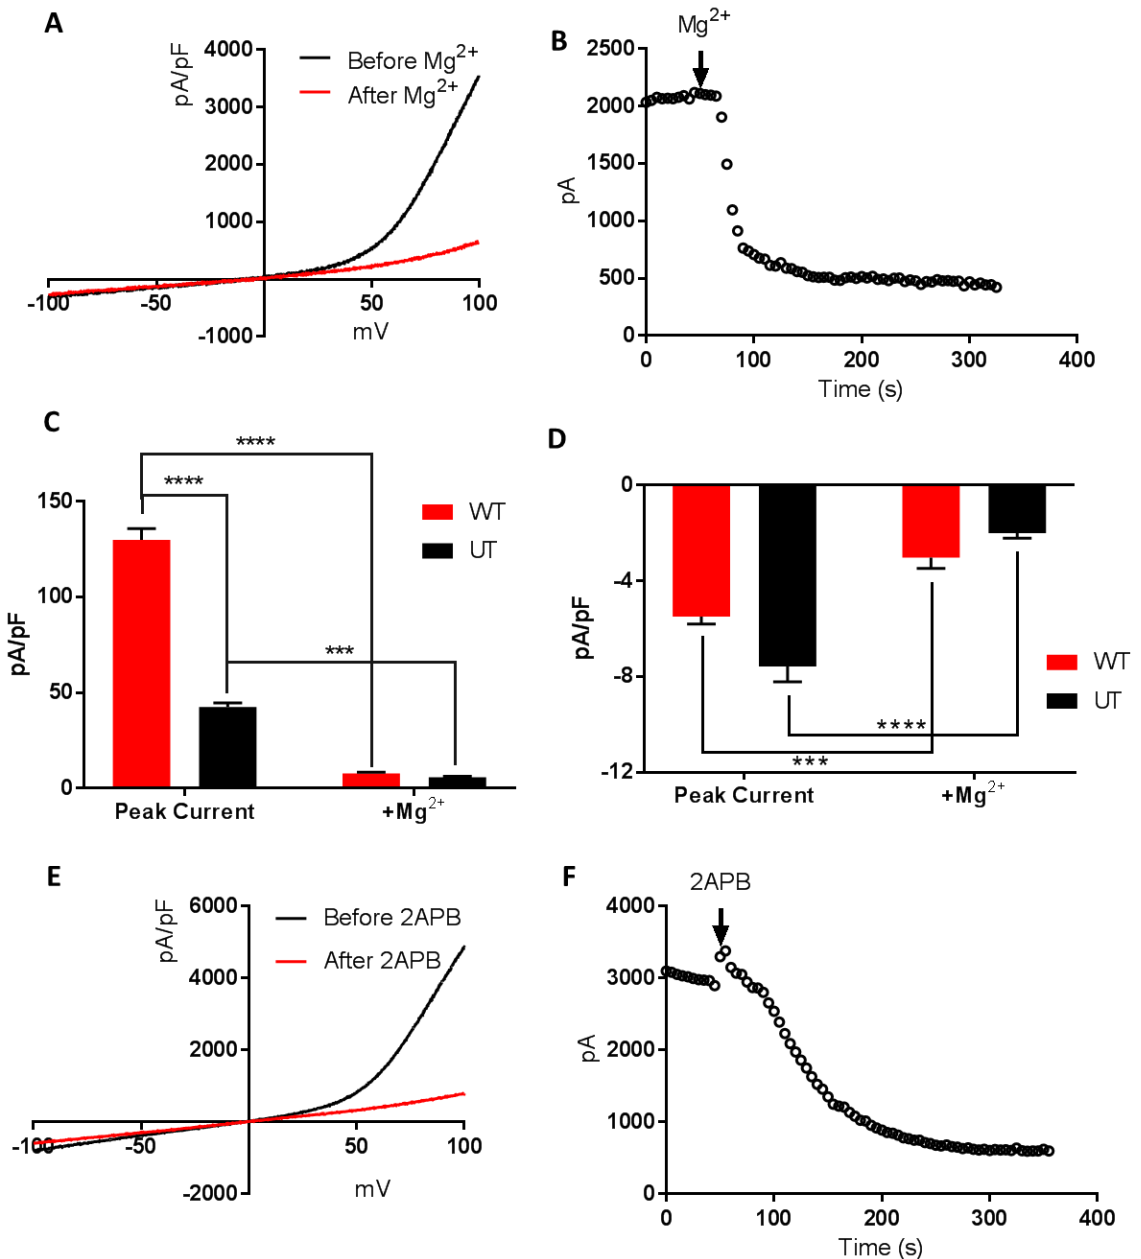 A
pA/pF
4000
3000
2000
1000
-1000
-100
-50
50
100
mV
Before Mg²⁺
After Mg²⁺
B
Mg²⁺
pA
2500
2000
1500
1000
500
0
0
100
200
300
400
Time (s)
C
****
****
***
pA/pF
150
100
50
0
WT
UT
Peak Current
+Mg²⁺
D
pA/pF
0
-4
-8
-12
****
***
WT
UT
Peak Current
+Mg²⁺
E
pA/pF
6000
4000
2000
-2000
-100
-50
50
100
mV
Before 2APB
After 2APB
F
2APB
pA
4000
3000
2000
1000
0
0
100
200
300
400
Time (s)